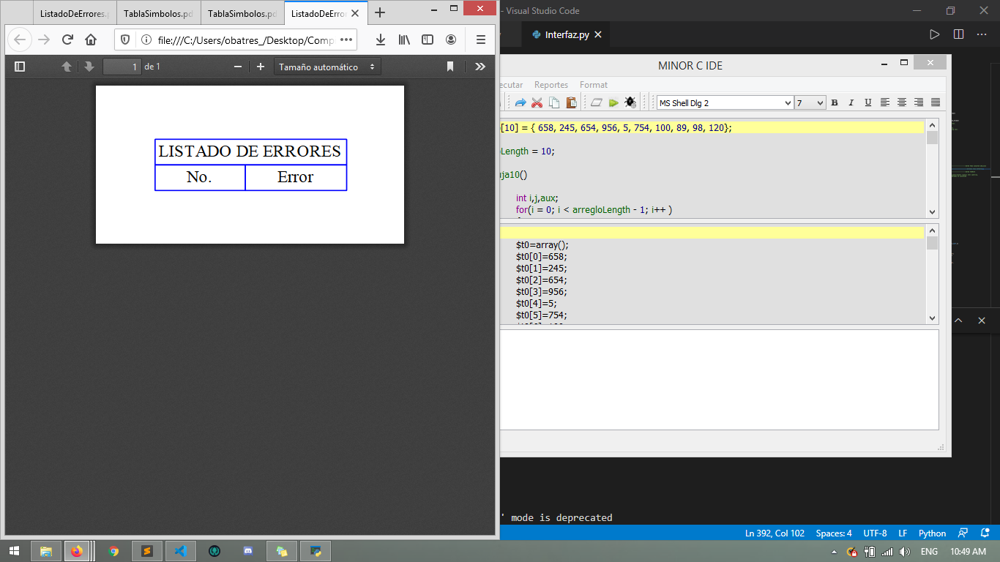 ListadoDeErrores.p
TablaSimbolos.pd
TablaSimbolos.pd
ListadoDeError
file:///C:/Users/obatres_/Desktop/Comp
1
de 1
Tamaño automático
LISTADO DE ERRORES
No.
Error
- Visual Studio Code
Interfaz.py
MINOR C IDE
ecutar
Reportes
Format
MS Shell Dlg 2
7
B
I
U
[10] = { 658, 245, 654, 956, 5, 754, 100, 89, 98, 120};
Length = 10;
uja10()
int i,j,aux;
for(i = 0; i < arregloLength - 1; i++ )
$t0=array();
$t0[0]=658;
$t0[1]=245;
$t0[2]=654;
$t0[3]=956;
$t0[4]=5;
$t0[5]=754;
' mode is deprecated
Ln 392, Col 102
Spaces: 4
UTF-8
LF
Python
ENG
10:49 AM